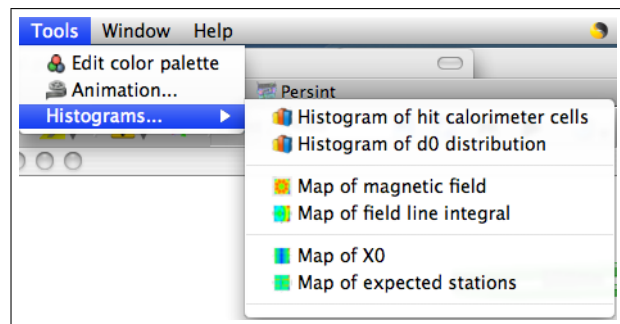 Tools Window Help
Edit color palette
Animation...
Persint
Histograms...
Histogram of hit calorimeter cells
Histogram of d0 distribution
Map of magnetic field
Map of field line integral
Map of X0
Map of expected stations